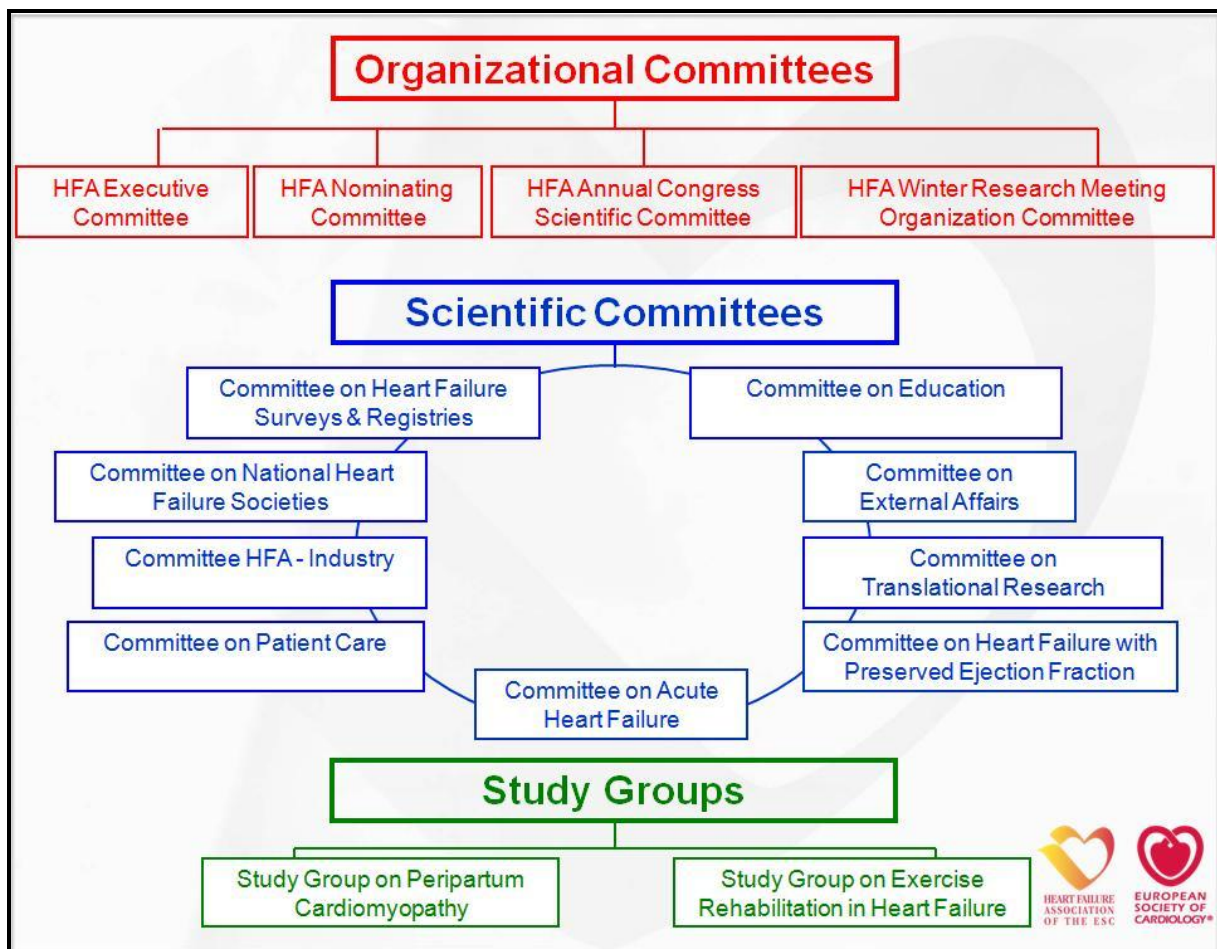 Organizational Committees
HFA Executive
Committee
HFA Nominating
Committee
HFA Annual Congress
Scientific Committee
HFA Winter Research Meeting
Organization Committee
Scientific Committees
Committee on Heart Failure
Surveys & Registries
Committee on Education
Committee on National Heart
Failure Societies
Committee on
External Affairs
Committee HFA - Industry
Committee on
Translational Research
Committee on Patient Care
Committee on Heart Failure with
Preserved Ejection Fraction
Committee on Acute
Heart Failure
Study Groups
Study Group on Peripartum
Cardiomyopathy
Study Group on Exercise
Rehabilitation in Heart Failure
HEART FAILURE
ASSOCIATION
OF THE ESC
EUROPEAN
SOCIETY OF
CARDIOLOGY®